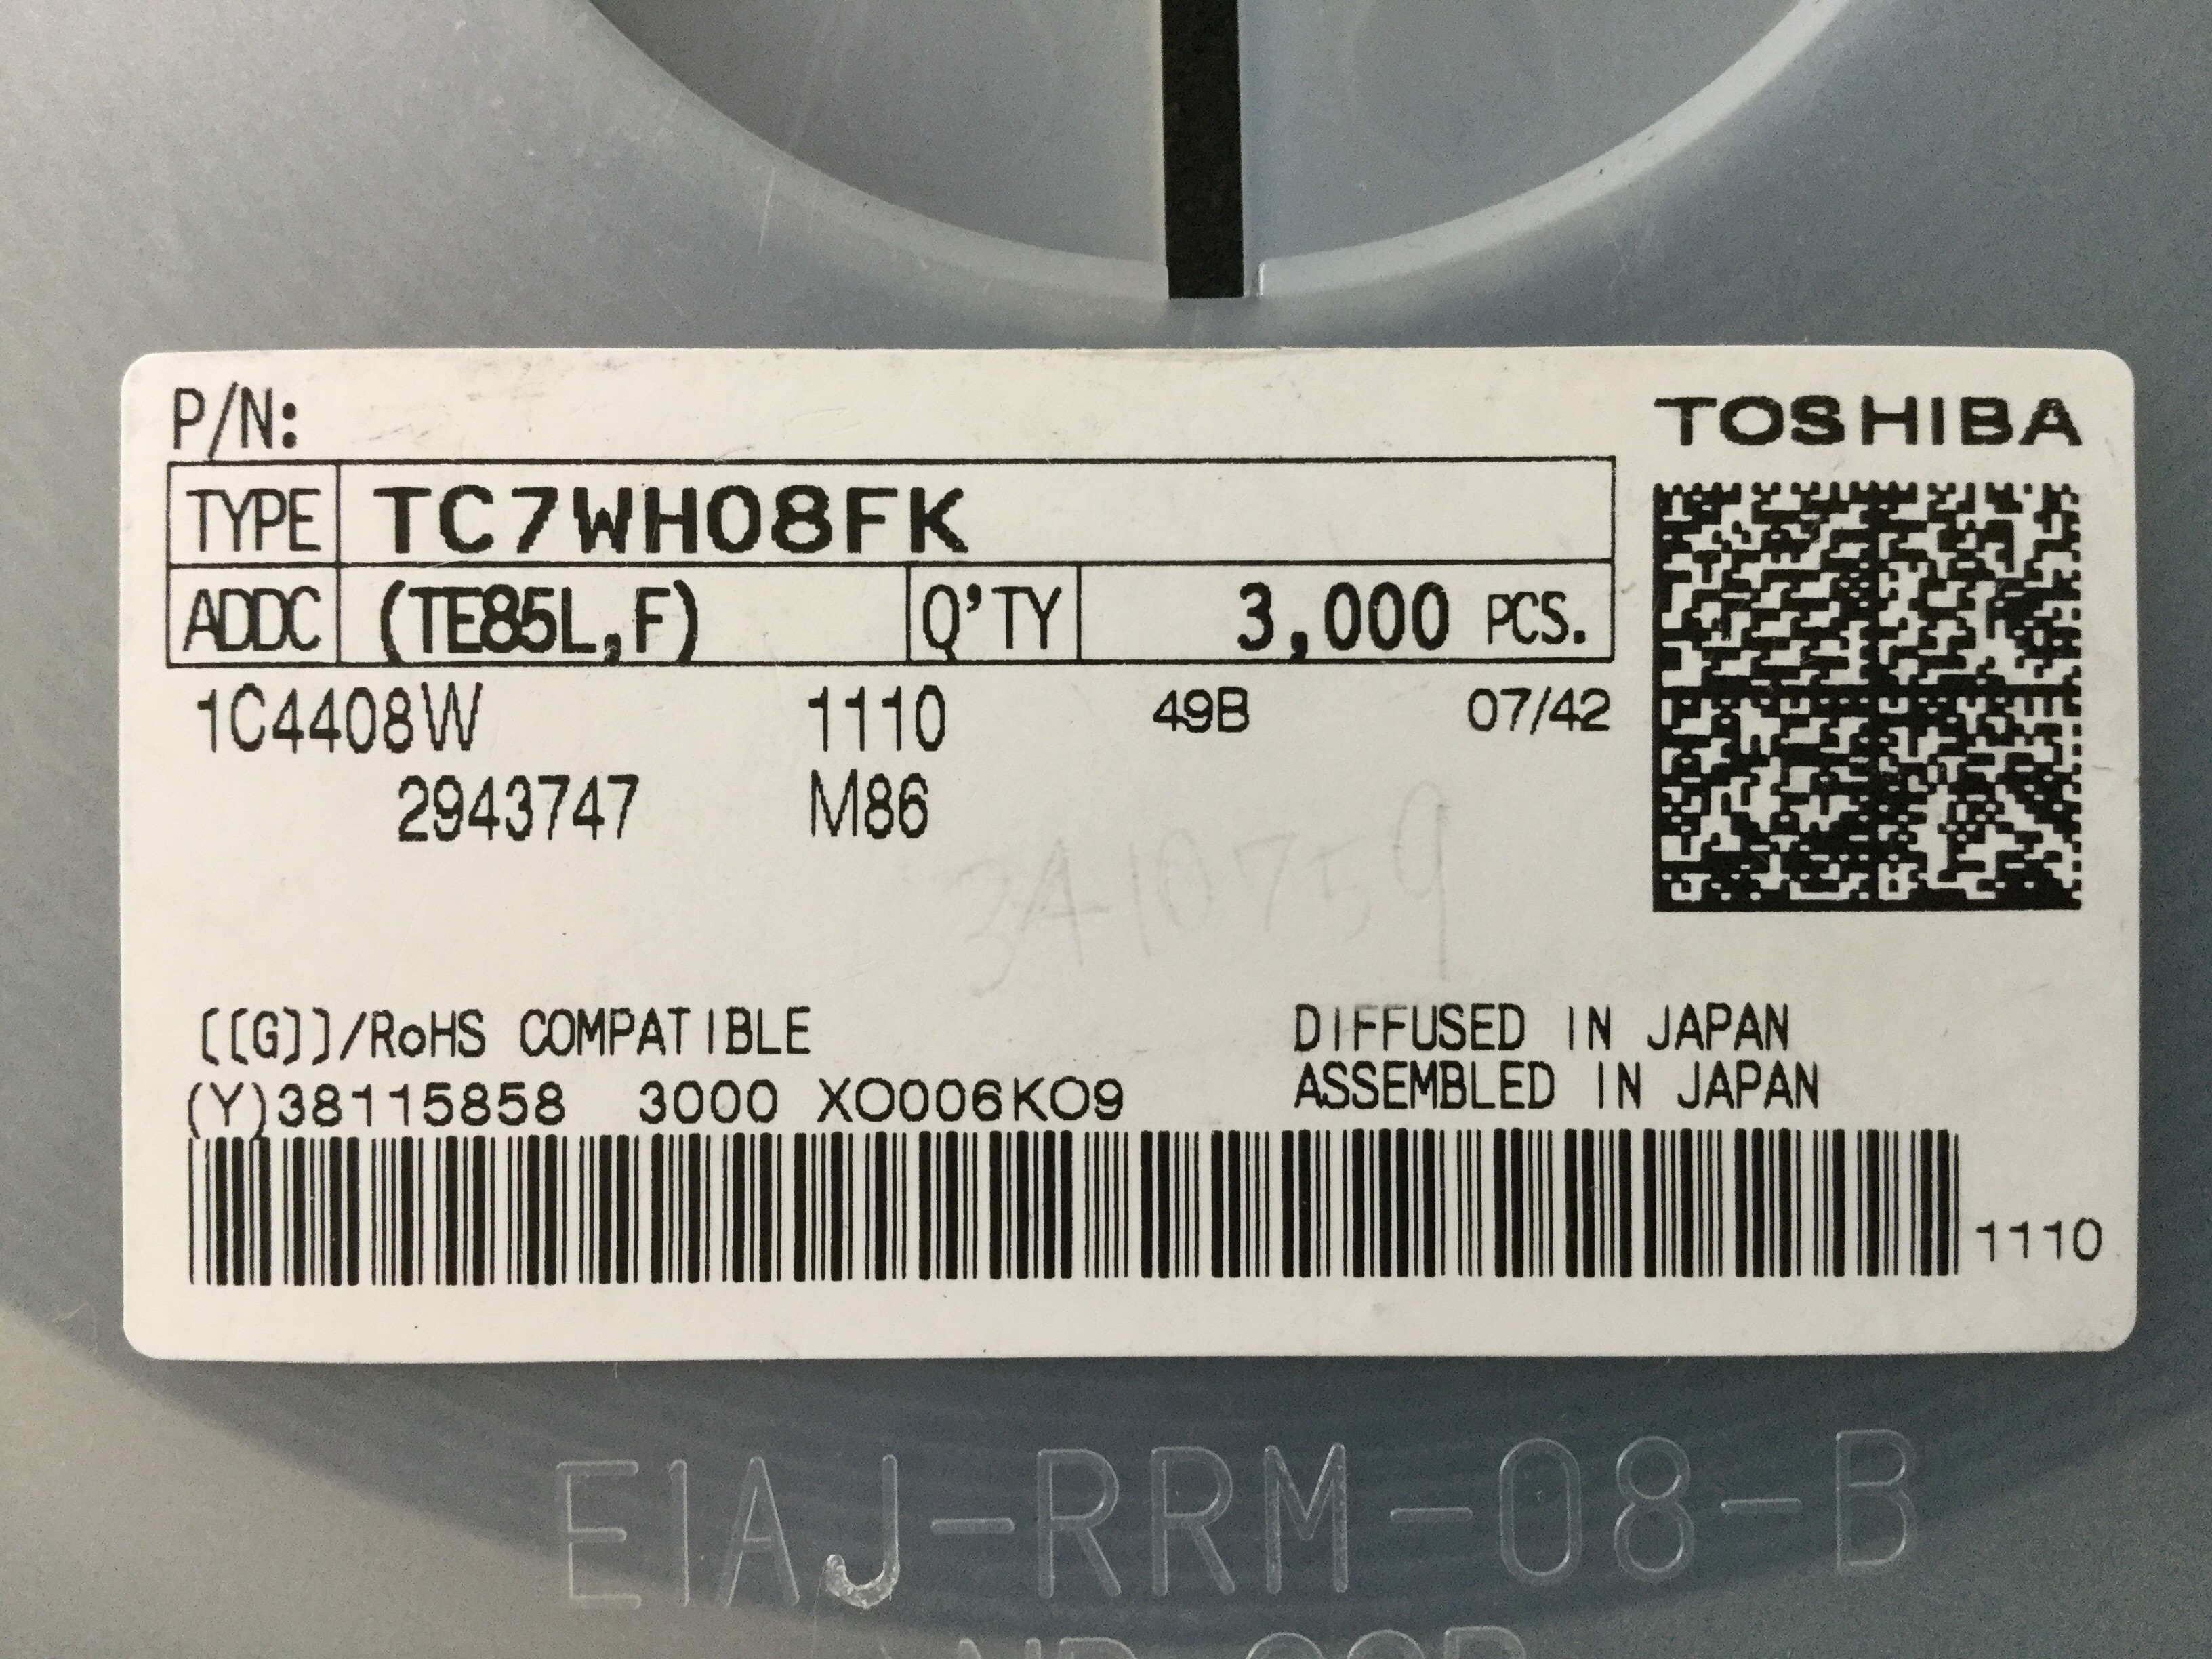 P/N:
TOSHIBA
TYPE TC7WH08FK
ADDC (TE85L,F) Q'TY 3,000 PCS.
1C4408W 1110 49B 07/42
2943747 M86
3410759
[[G]]/RoHS COMPATIBLE
DIFFUSED IN JAPAN
ASSEMBLED IN JAPAN
(Y)38115858 3000 XO006KO9
1110
EIAJ-RRM-08-B